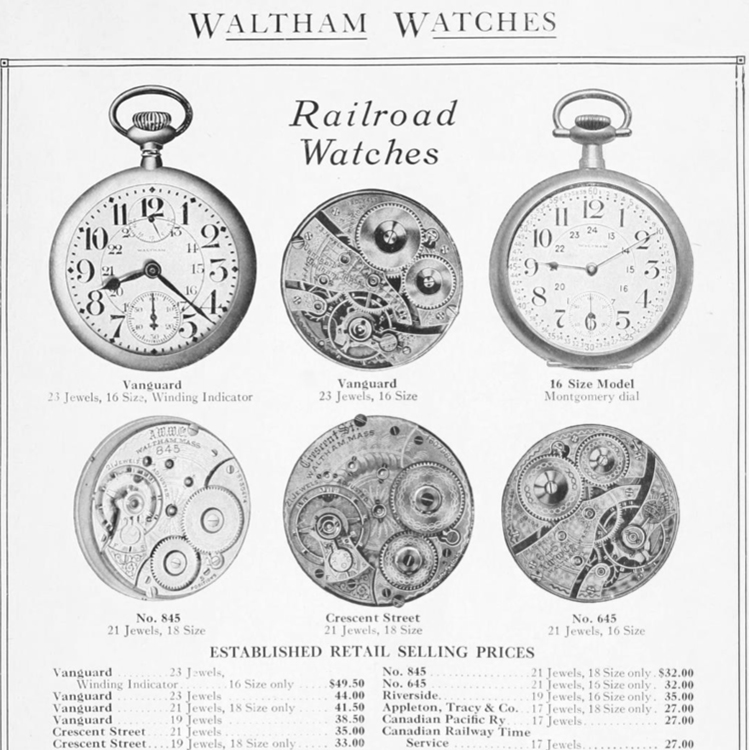 WALTHAM WATCHES
Railroad
Watches
Vanguard
23 Jewels, 16 Size, Winding Indicator
Vanguard
23 Jewels, 16 Size
16 Size Model
Montgomery dial
WALTHAM, MASS
845
Crescent St.
WALTHAM, MASS
No. 845
21 Jewels, 18 Size
Crescent Street
21 Jewels, 18 Size
No. 645
21 Jewels, 16 Size
ESTABLISHED RETAIL SELLING PRICES
Vanguard ........ 23 Jewels,
Winding Indicator ........ 16 Size only .... $49.50
Vanguard ........ 23 Jewels ........ 44.00
Vanguard ........ 21 Jewels, 18 Size only . 41.50
Vanguard ........ 19 Jewels ........ 38.50
Crescent Street ... 21 Jewels ........ 35.00
Crescent Street .... 19 Jewels, 18 Size only . 33.00
No. 845 ........ 21 Jewels, 18 Size only . $32.00
No. 645 ........ 21 Jewels, 16 Size only . 32.00
Riverside ........ 19 Jewels, 16 Size only . 35.00
Appleton, Tracy & Co. .. 17 Jewels, 18 Size only . 27.00
Canadian Pacific Ry ... 17 Jewels ........ 27.00
Canadian Railway Time
Service ........ 17 Jewels ........ 27.00